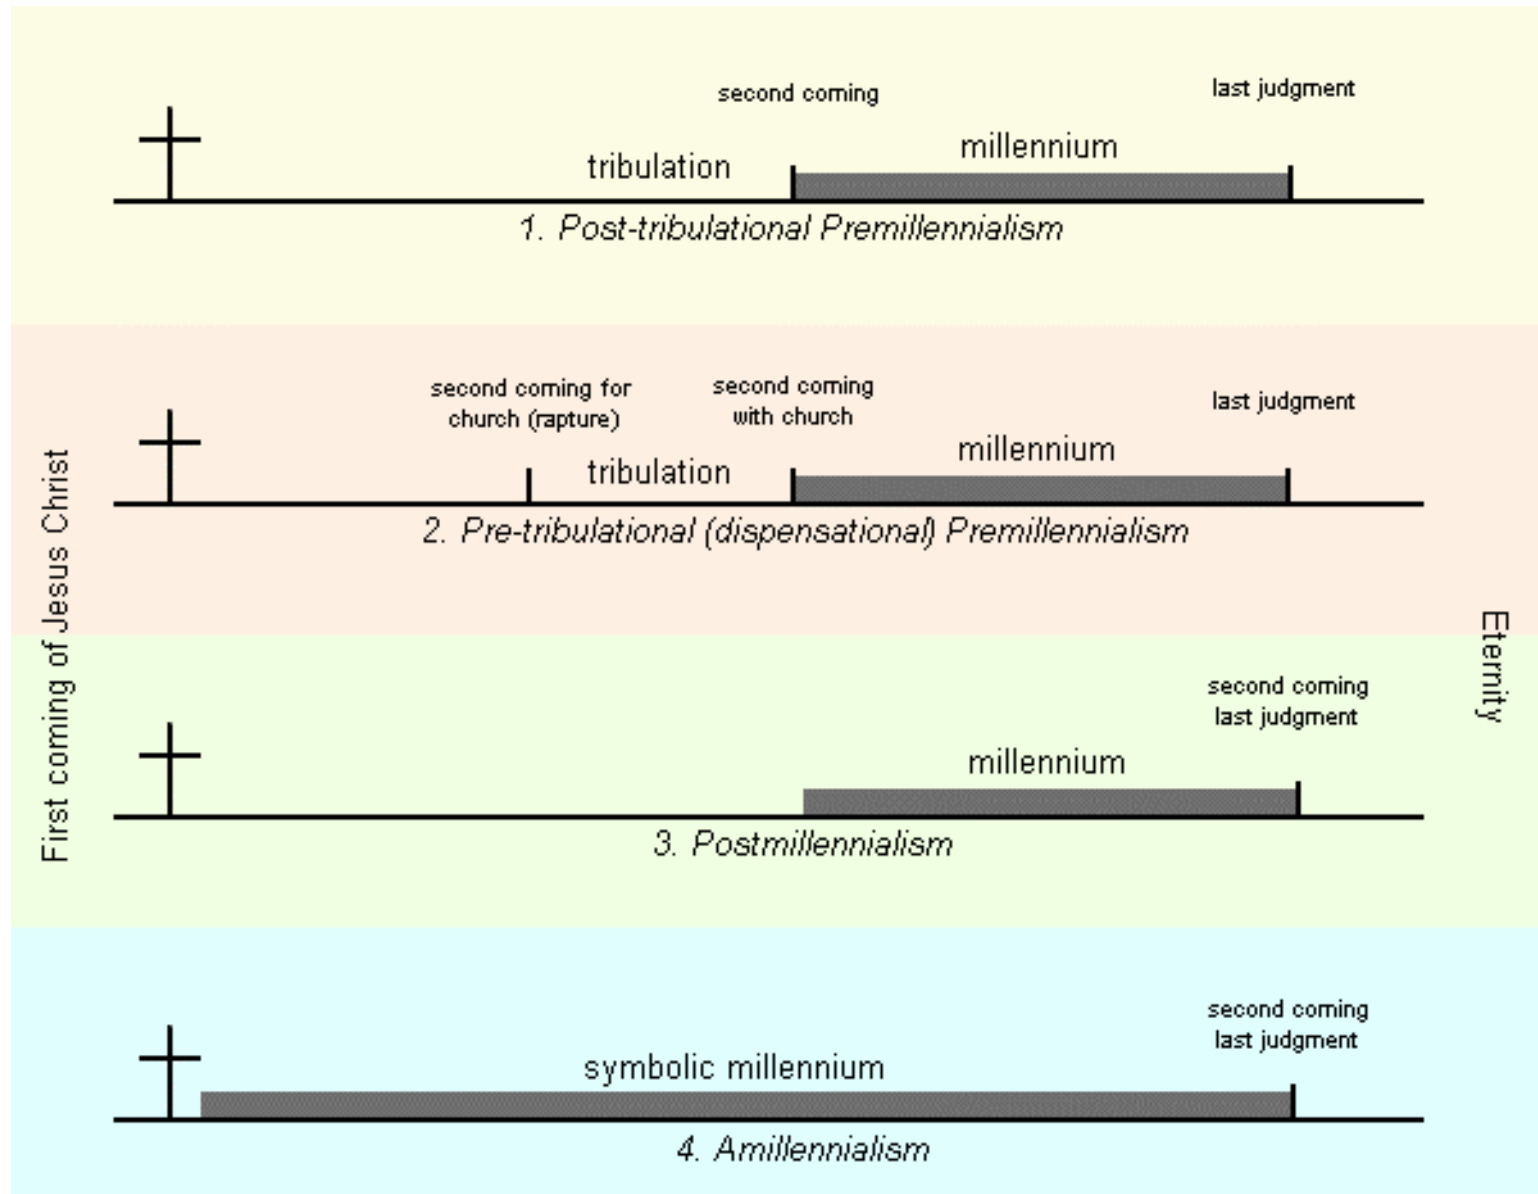 second coming
last judgment
tribulation
millennium
1. Post-tribulational Premillennialism
second coming for
church (rapture)
second coming
with church
last judgment
tribulation
millennium
2. Pre-tribulational (dispensational) Premillennialism
First coming of Jesus Christ
Eternity
second coming
last judgment
millennium
3. Postmillennialism
second coming
last judgment
symbolic millennium
4. Amillennialism